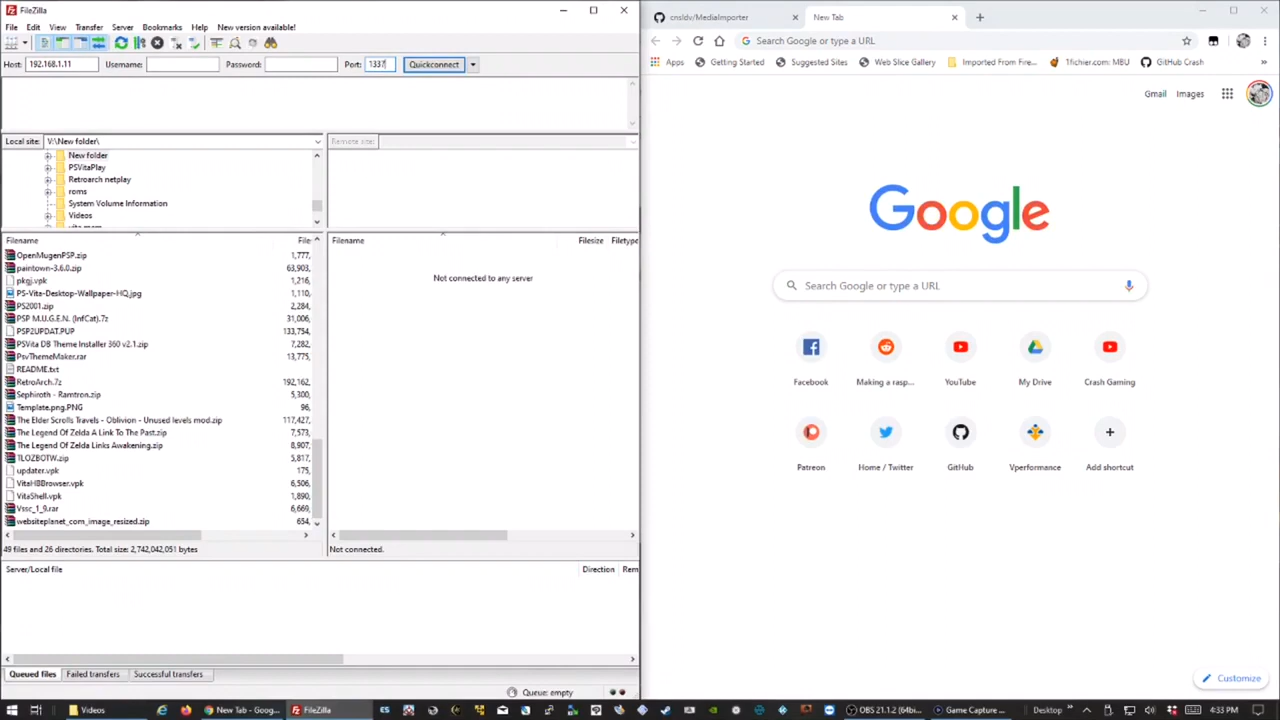 FileZilla
File Edit View Transfer Server Bookmarks Help New version available!
Host: 192.168.1.11 Username: Password: Port: 1337 Quickconnect
Local site: V:\New folder\
Remote site:
New folder
PSVitaPlay
Retroarch netplay
roms
System Volume Information
Videos
Filename File
OpenMugenPSP.zip 1,777,
paintown-3.6.0.zip 63,903,
pkgj.vpk 1,216,
PS-Vita-Desktop-Wallpaper-HQ.jpg 1,110,
PS2001.zip 2,284,
PSP M.U.G.E.N. (InfCat).7z 31,006,
PSP2UPDAT.PUP 133,754,
PSVita DB Theme Installer 360 v2.1.zip 7,282,
PsvThemeMaker.rar 13,775,
README.txt
RetroArch.7z 192,162,
Sephiroth - Ramtron.zip 5,300,
Template.png.PNG 96,
The Elder Scrolls Travels - Oblivion - Unused levels mod.zip 117,427,
The Legend Of Zelda A Link To The Past.zip 7,573,
The Legend Of Zelda Links Awakening.zip 8,907,
TLOZBOTW.zip 5,817,
updater.vpk 175,
VitaHBBrowser.vpk 6,506,
VitaShell.vpk 1,890,
Vssc_1_9.rar 6,669,
websiteplanet_com_image_resized.zip 654,
49 files and 26 directories. Total size: 2,742,042,051 bytes
Filename Filesize Filetype
Not connected to any server
Not connected.
Server/Local file Direction Rem
Queued files Failed transfers Successful transfers
Queue: empty
cnsldv/MediaImporter
New Tab
Search Google or type a URL
Apps Getting Started Suggested Sites Web Slice Gallery Imported From Fire... 1fichier.com: MBU GitHub Crash »
Gmail Images
Google
Search Google or type a URL
Facebook Making a rasp... YouTube My Drive Crash Gaming
Patreon Home / Twitter GitHub Vperformance Add shortcut
Customize
Videos New Tab - Goog... FileZilla OBS 21.1.2 (64bi... Game Capture ... Desktop » 4:33 PM